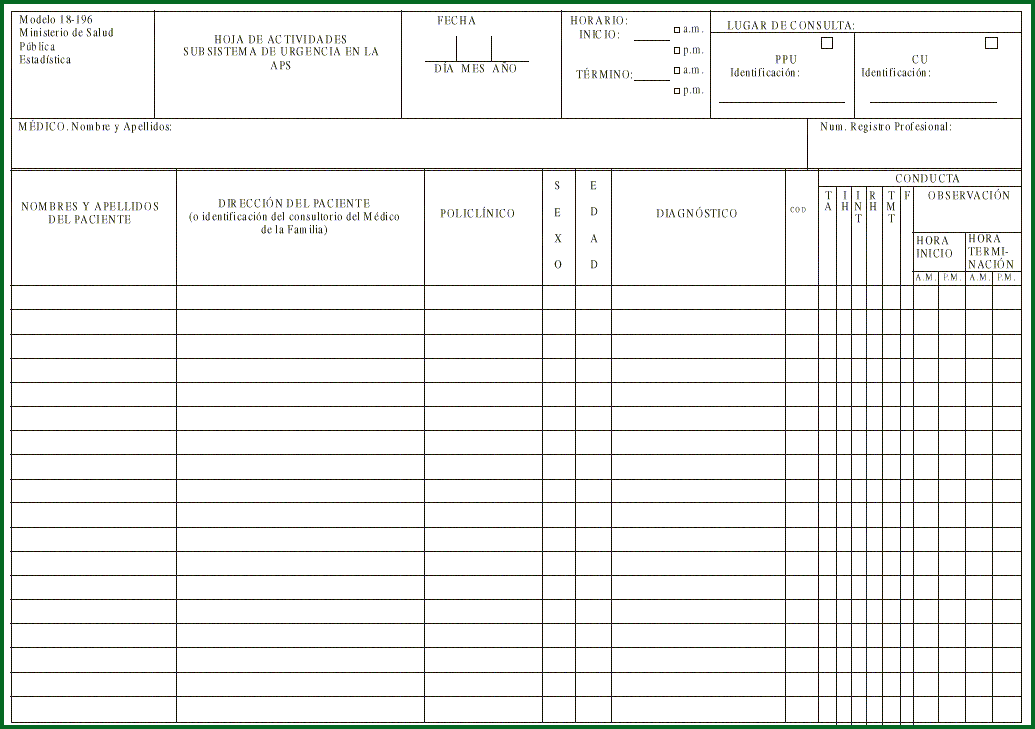 Modelo 18-196
Ministerio de Salud
Pública
Estadística
HOJA DE ACTIVIDADES
SUBSISTEMA DE URGENCIA EN LA
APS
FECHA
DÍA MES AÑO
HORARIO:
INICIO:
a.m.
p.m.
TÉRMINO:
a.m.
p.m.
LUGAR DE CONSULTA:
PPU
Identificación:
CU
Identificación:
MÉDICO. Nombre y Apellidos:
Num. Registro Profesional:
NOMBRES Y APELLIDOS
DEL PACIENTE
DIRECCIÓN DEL PACIENTE
(o identificación del consultorio del Médico
de la Familia)
POLICLÍNICO
SEXO
EDAD
DIAGNÓSTICO
COD
CONDUCTA
TA
IH
INT
RH
TMT
F
OBSERVACIÓN
HORA
INICIO
HORA
TERMI-
NACIÓN
A.M. P.M. A.M. P.M.